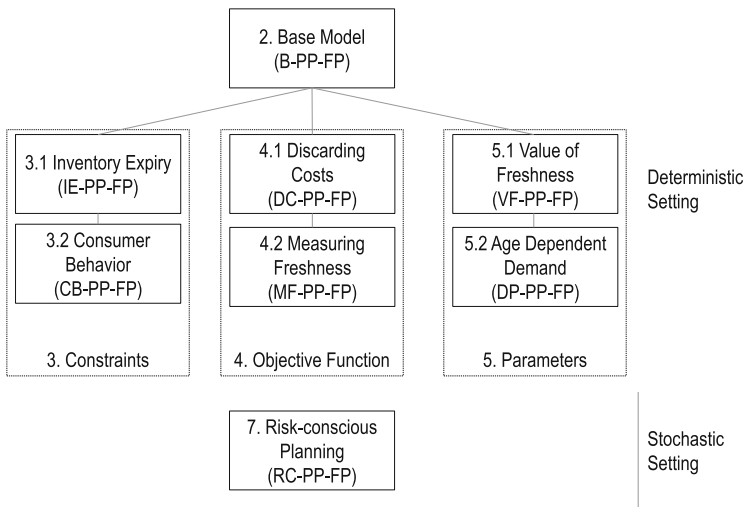 2. Base Model
(B-PP-FP)
3.1 Inventory Expiry
(IE-PP-FP)
4.1 Discarding
Costs
(DC-PP-FP)
5.1 Value of
Freshness
(VF-PP-FP)
Deterministic
Setting
3.2 Consumer
Behavior
(CB-PP-FP)
4.2 Measuring
Freshness
(MF-PP-FP)
5.2 Age Dependent
Demand
(DP-PP-FP)
3. Constraints
4. Objective Function
5. Parameters
7. Risk-conscious
Planning
(RC-PP-FP)
Stochastic
Setting